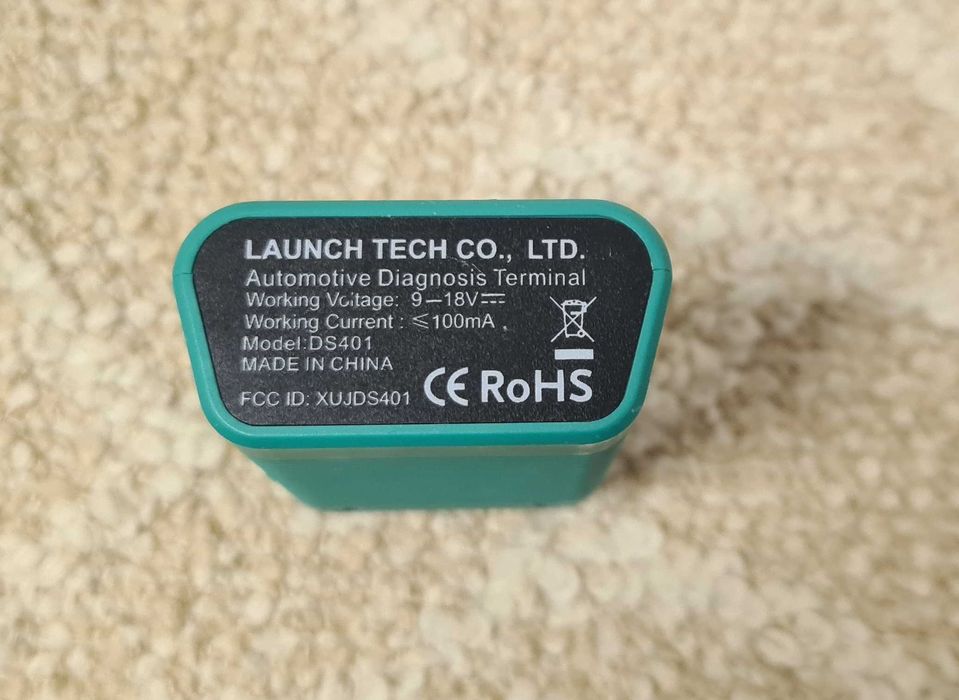 LAUNCH TECH CO., LTD.
Automotive Diagnosis Terminal
Working Voltage: 9—18V⎓
Working Current : ≤100mA
Model:DS401
MADE IN CHINA
FCC ID: XUJDS401
CE RoHS